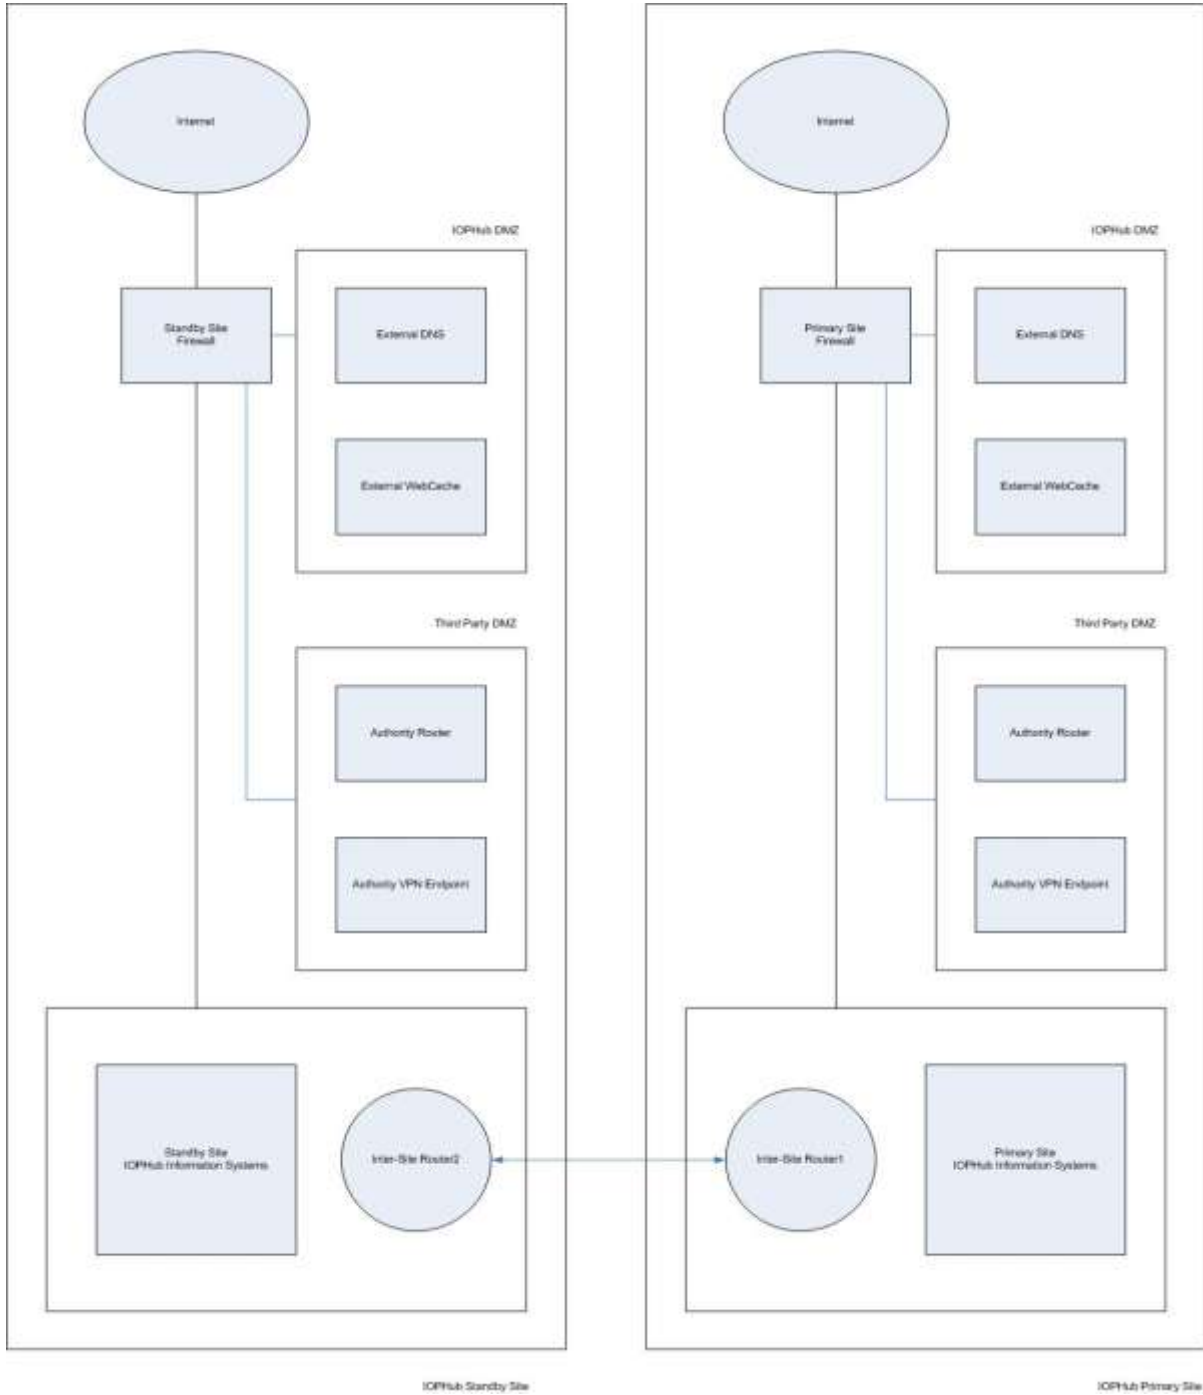 Internet
IOPHub DMZ
Standby Site
Firewall
External DNS
External WebCache
Third Party DMZ
Authority Router
Authority VPN Endpoint
Standby Site
IOPHub Information Systems
Inter-Site Router2
IOPHub Standby Site
Internet
IOPHub DMZ
Primary Site
Firewall
External DNS
External WebCache
Third Party DMZ
Authority Router
Authority VPN Endpoint
Inter-Site Router1
Primary Site
IOPHub Information Systems
IOPHub Primary Site